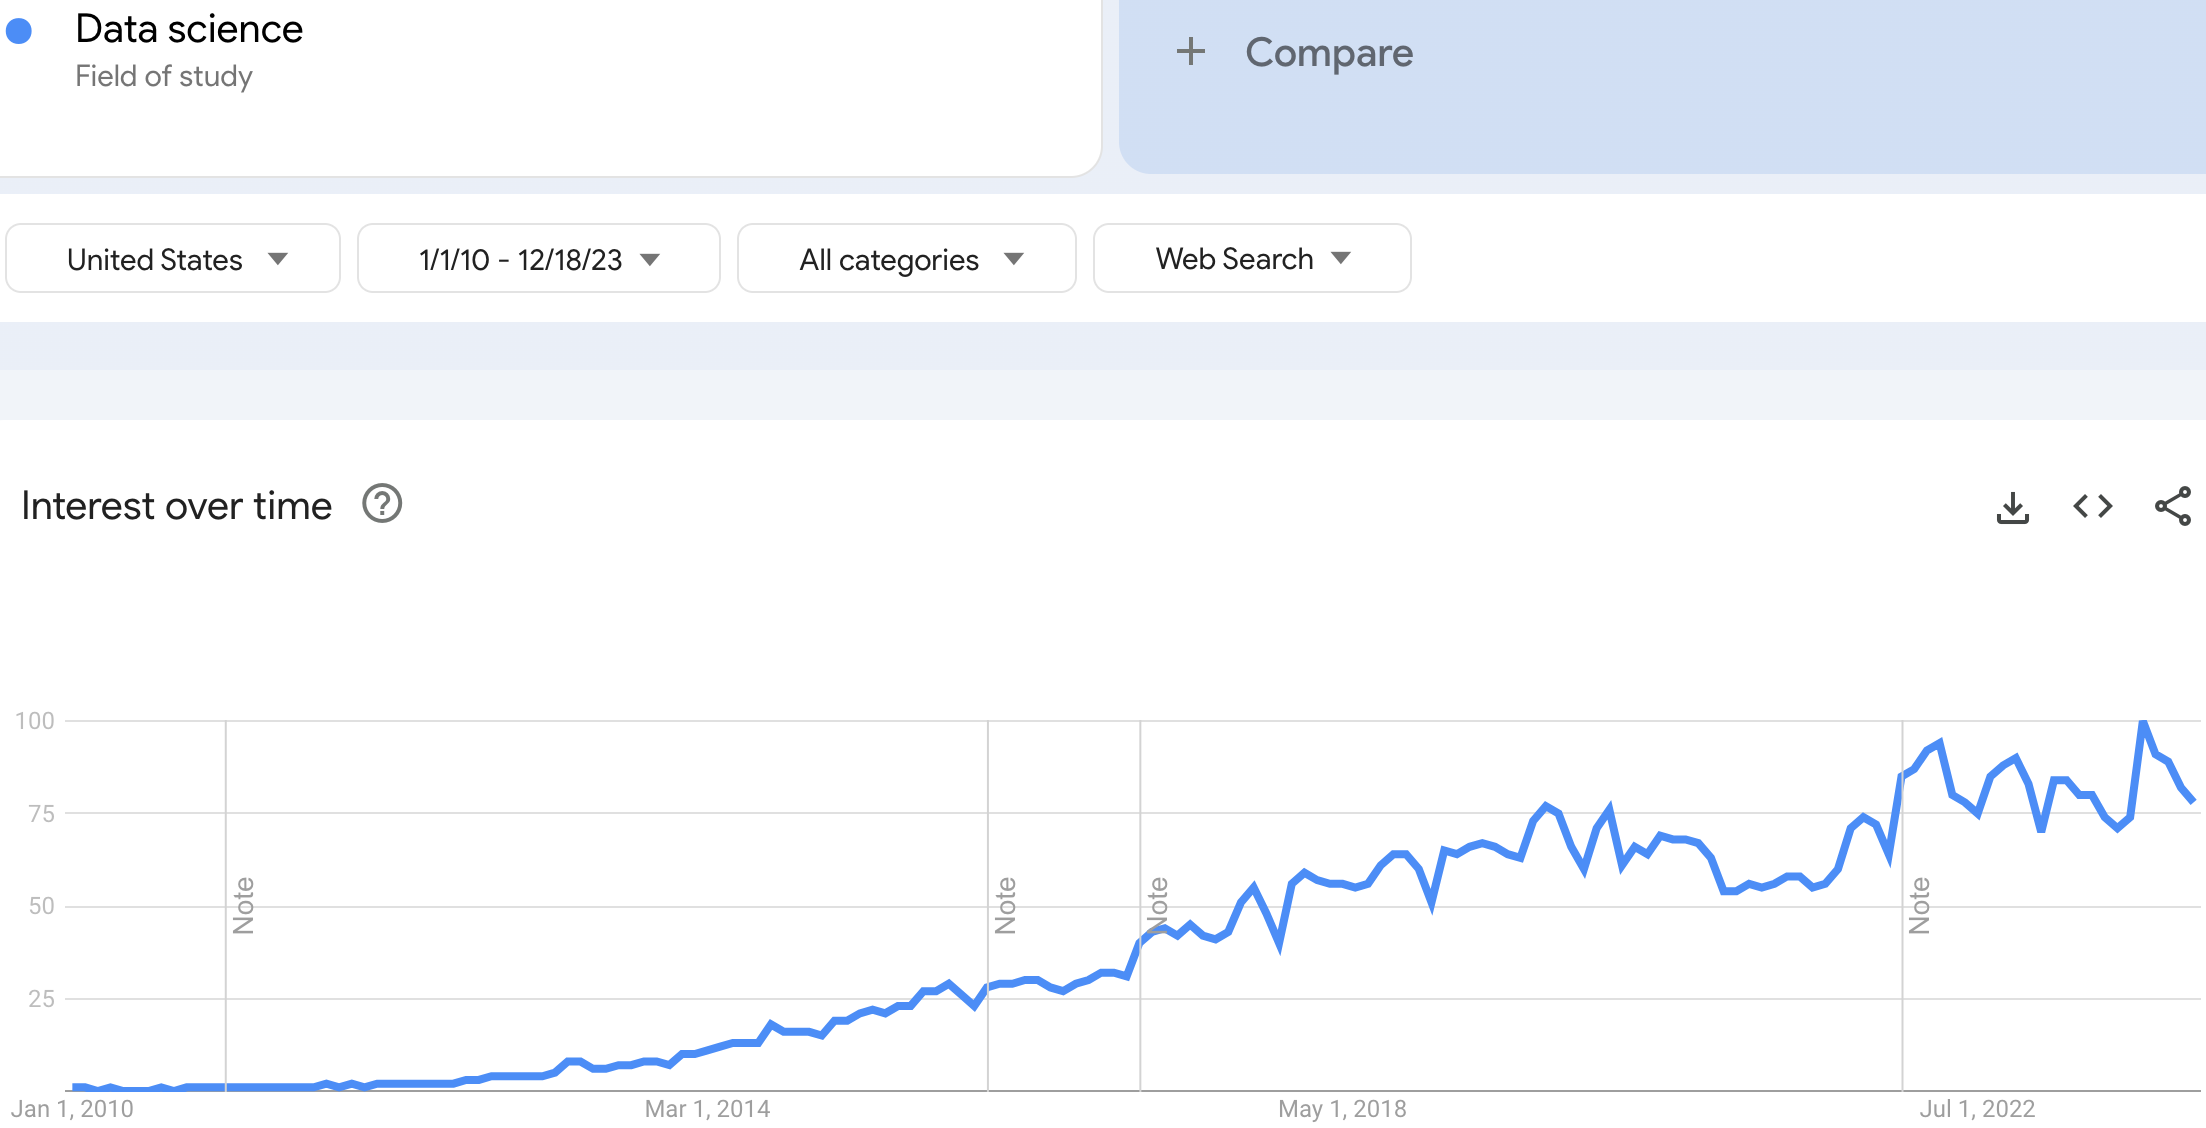 Data science
Field of study
+ Compare
United States
1/1/10 - 12/18/23
All categories
Web Search
Interest over time
?
100
75
50
25
Note
Note
Note
Note
Jan 1, 2010
Mar 1, 2014
May 1, 2018
Jul 1, 2022